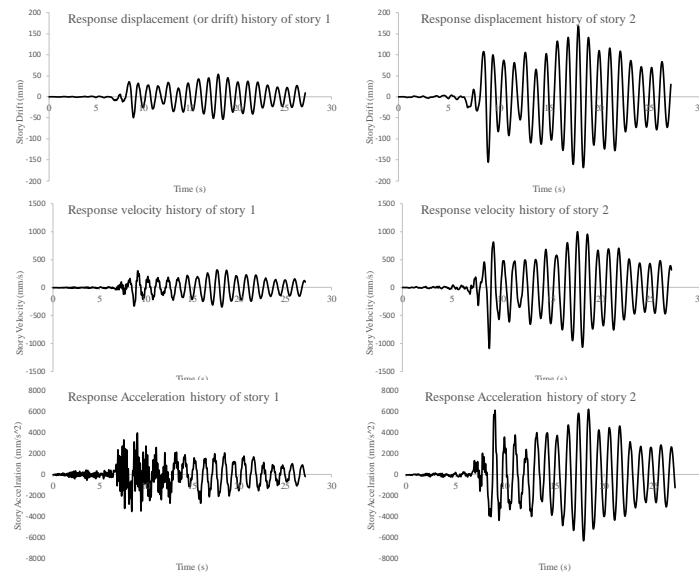 Response displacement (or drift) history of story 1
200
150
100
50
0
-50
-100
-150
-200
0 5 10 15 20 25 30
Story Drift (mm)
Time (s)
Response displacement history of story 2
200
150
100
50
0
-50
-100
-150
-200
0 5 10 15 20 25 30
Story Drift (mm)
Time (s)
Response velocity history of story 1
1500
1000
500
0
-500
-1000
-1500
0 5 10 15 20 25 30
Story Velocity (mm/s)
Time (s)
Response velocity history of story 2
1500
1000
500
0
-500
-1000
-1500
0 5 10 15 20 25 30
Story Velocity (mm/s)
Time (s)
Response Acceleration history of story 1
8000
6000
4000
2000
0
-2000
-4000
-6000
-8000
0 5 10 15 20 25 30
Story Accelration (mm/s^2)
Time (s)
Response Acceleration history of story 2
8000
6000
4000
2000
0
-2000
-4000
-6000
-8000
0 5 10 15 20 25
Story Accelration (mm/s^2)
Time (s)